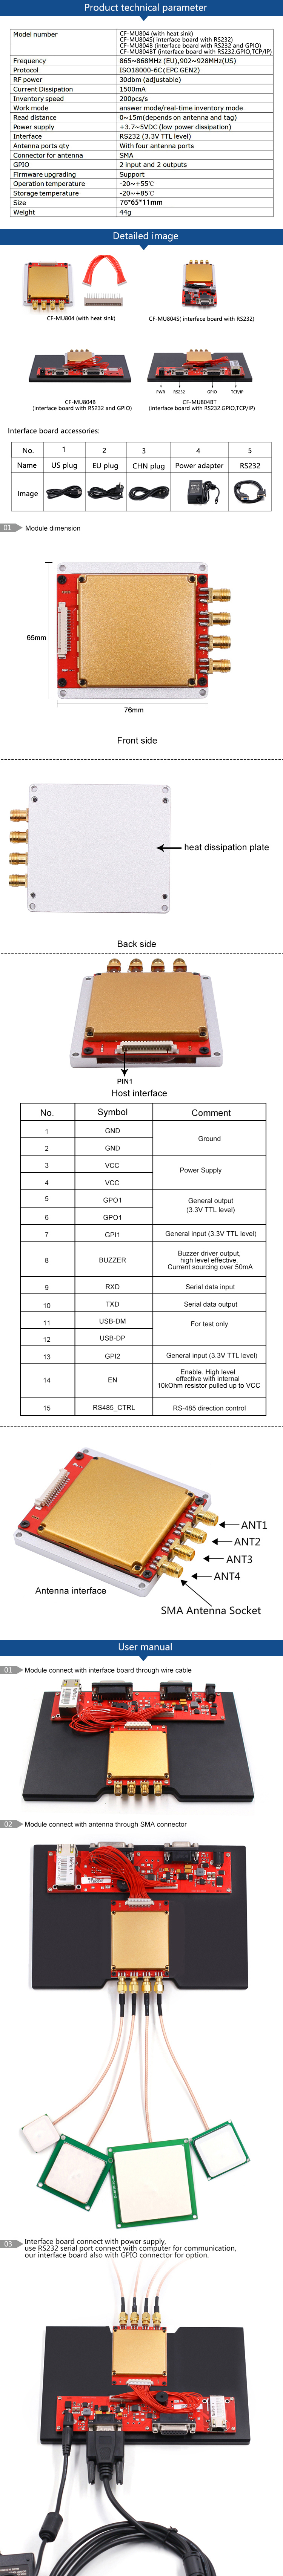 Product technical parameter
Model number
CF-MU804 (with heat sink)
CF-MU804S( interface board with RS232)
CF-MU804B (interface board with RS232 and GPIO)
CF-MU804BT (interface board with RS232.GPIO,TCP/IP)
Frequency 865~868MHz (EU),902~928MHz(US)
Protocol ISO18000-6C(EPC GEN2)
RF power 30dbm (adjustable)
Current Dissipation 1500mA
Inventory speed 200pcs/s
Work mode answer mode/real-time inventory mode
Read distance 0~15m(depends on antenna and tag)
Power supply +3.7~5VDC (low power dissipation)
Interface RS232 (3.3V TTL level)
Antenna ports qty With four antenna ports
Connector for antenna SMA
GPIO 2 input and 2 outputs
Firmware upgrading Support
Operation temperature -20~+55℃
Storage temperature -20~+85℃
Size 76*65*11mm
Weight 44g
Detailed image
CF-MU804 (with heat sink)
CF-MU804S( interface board with RS232)
PWR RS232 GPIO TCP/IP
CF-MU804B
(interface board with RS232 and GPIO)
CF-MU804BT
(interface board with RS232.GPIO,TCP/IP)
Interface board accessories:
No. 1 2 3 4 5
Name US plug EU plug CHN plug Power adapter RS232
Image
01 Module dimension
65mm
76mm
Front side
heat dissipation plate
Back side
PIN1
Host interface
No. Symbol Comment
1 GND
Ground
2 GND
3 VCC
Power Supply
4 VCC
5 GPO1
General output
(3.3V TTL level)
6 GPO1
7 GPI1 General input (3.3V TTL level)
8 BUZZER
Buzzer driver output,
high level effective
Current sourcing over 50mA
9 RXD Serial data input
10 TXD Serial data output
11 USB-DM
For test only
12 USB-DP
13 GPI2 General input (3.3V TTL level)
14 EN
Enable. High level
effective with internal
10kOhm resistor pulled up to VCC
15 RS485_CTRL RS-485 direction control
ANT1
ANT2
ANT3
ANT4
Antenna interface
SMA Antenna Socket
User manual
01 Module connect with interface board through wire cable
02 Module connect with antenna through SMA connector
03 Interface board connect with power supply,
use RS232 serial port connect with computer for communication,
our interface board also with GPIO connector for option.